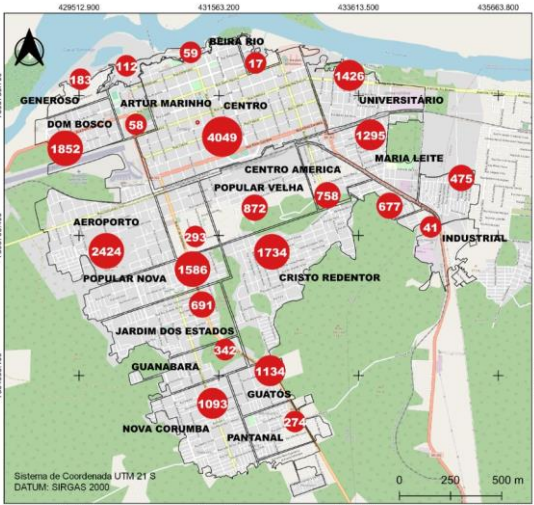 429512.900 431563.200 433613.500 435663.800
BEIRA RIO
59
17
112
183
1426
GENEROSO
ARTUR MARINHO
CENTRO
UNIVERSITÁRIO
DOM BOSCO
58
4049
1295
1852
MARIA LEITE
CENTRO AMERICA
475
POPULAR VELHA
758
872
677
AEROPORTO
41
293
INDUSTRIAL
2424
1734
1586
POPULAR NOVA
CRISTO REDENTOR
691
JARDIM DOS ESTADOS
342
GUANABARA
1134
GUATÓS
1093
274
NOVA CORUMBA
PANTANAL
Sistema de Coordenada UTM 21 S
DATUM: SIRGAS 2000
0 250 500 m